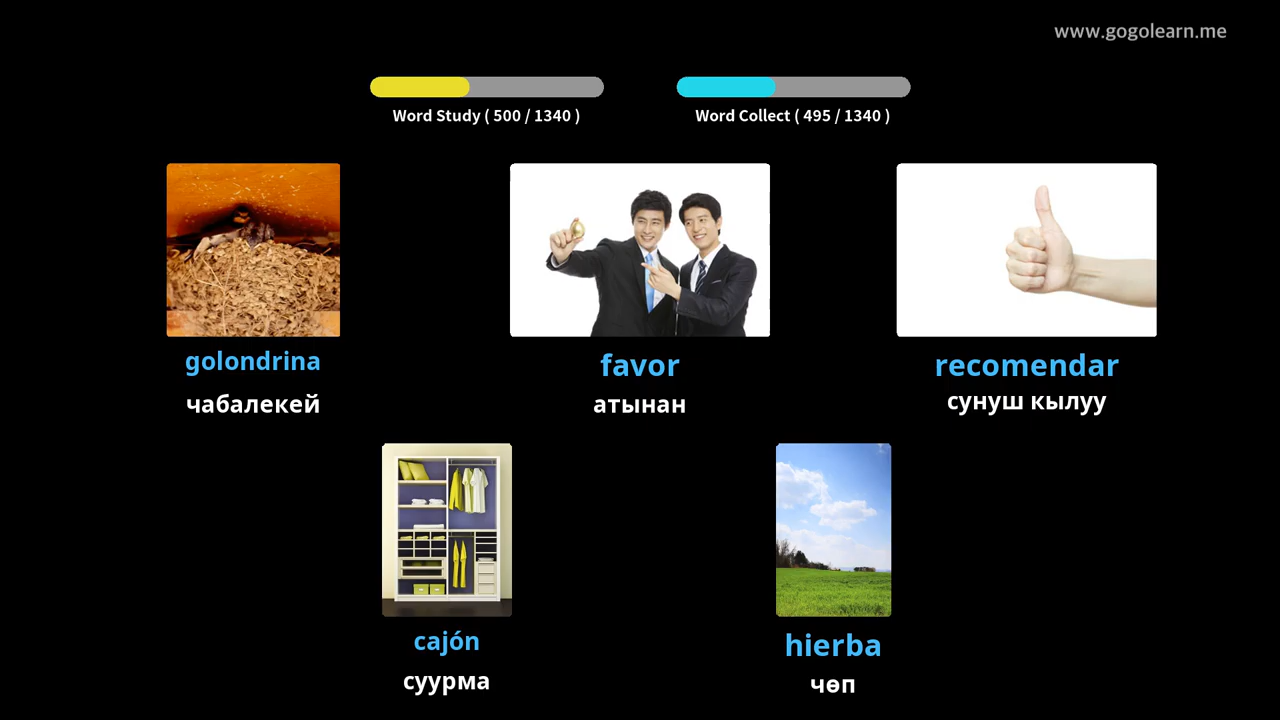 www.gogolearn.me
Word Study ( 500 / 1340 )
Word Collect ( 495 / 1340 )
golondrina
чабалекей
favor
атынан
recomendar
сунуш кылуу
cajón
суурма
hierba
чөп